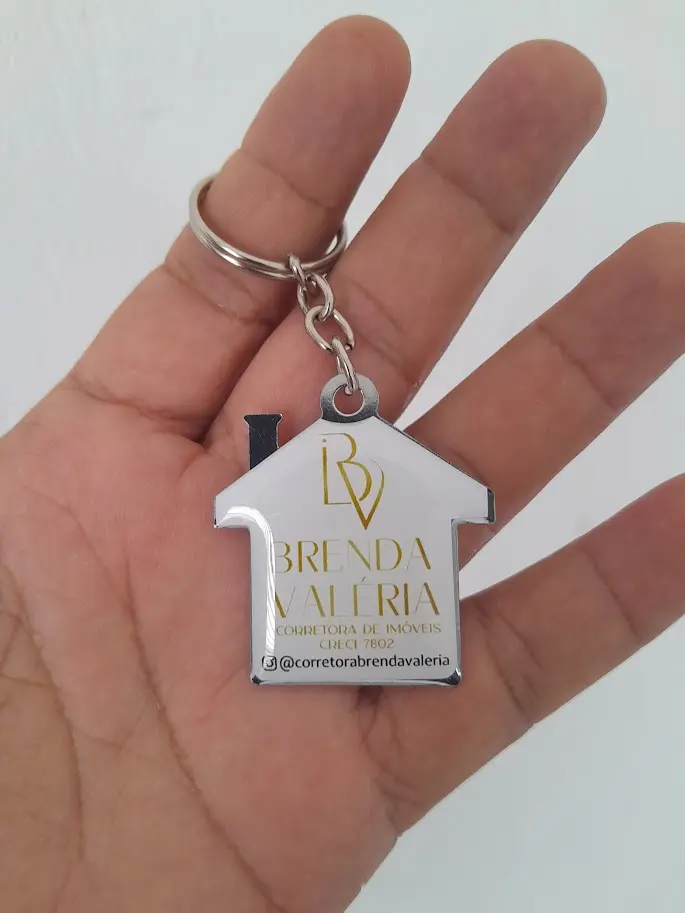 BV
BRENDA
VALÉRIA
CORRETORA DE IMÓVEIS
CRECI 7802
@corretorabrendavaleria